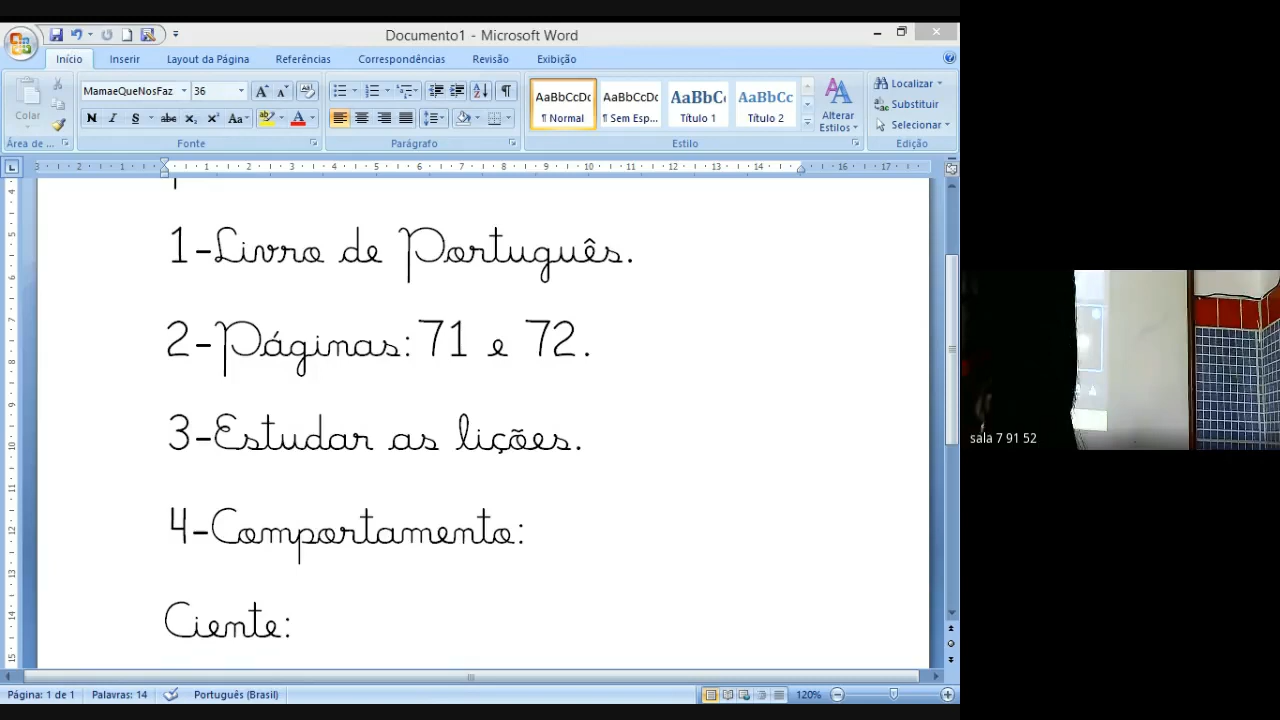 Documento1 - Microsoft Word
Início Inserir Layout da Página Referências Correspondências Revisão Exibição
MamaeQueNosFaz 36
Colar
AaBbCcDc AaBbCcDc AaBbCc AaBbCc
¶ Normal ¶ Sem Esp... Título 1 Título 2
Alterar Estilos
Localizar
Substituir
Selecionar
Área de ... Fonte Parágrafo Estilo Edição
1-Livro de Português.
2-Páginas: 71 e 72.
3-Estudar as lições.
4-Comportamento:
Ciente:
Página: 1 de 1 Palavras: 14 Português (Brasil) 120%
sala 7 91 52